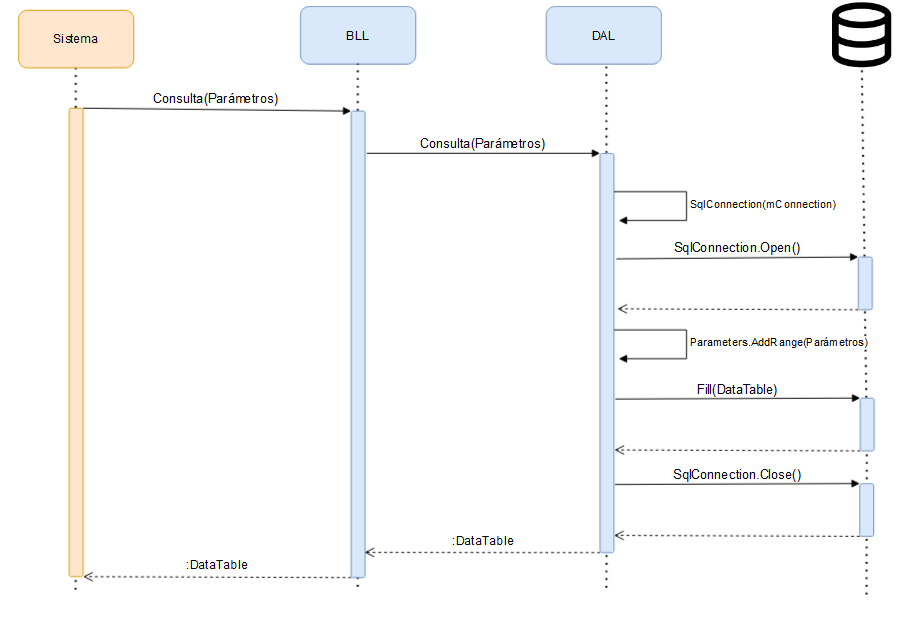 Sistema
BLL
DAL
Consulta(Parámetros)
Consulta(Parámetros)
SqlConnection(mConnection)
SqlConnection.Open()
Parameters.AddRange(Parámetros)
Fill(DataTable)
SqlConnection.Close()
:DataTable
:DataTable